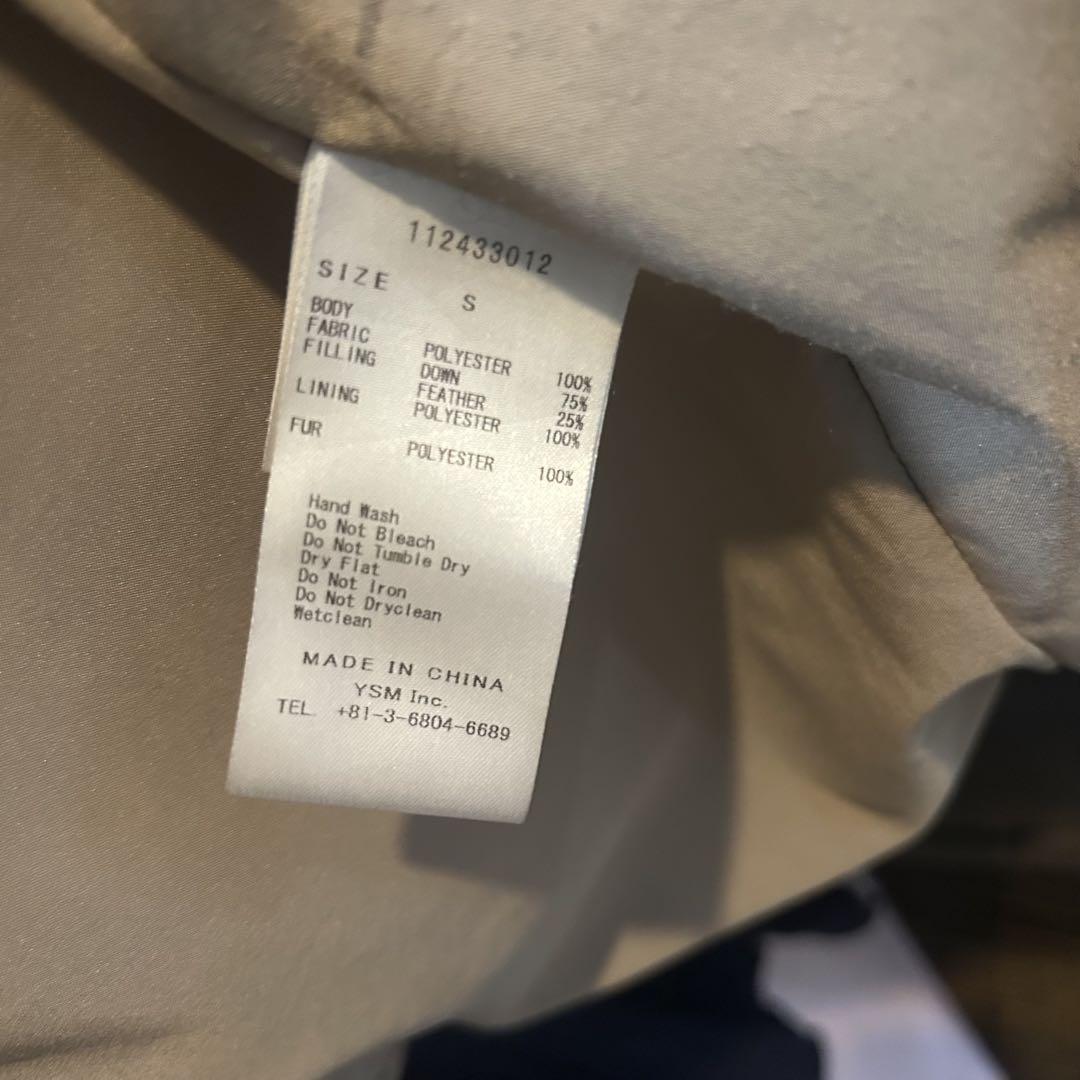 112433012
SIZE S
BODY
FABRIC POLYESTER 100%
FILLING DOWN 75%
FEATHER 25%
LINING POLYESTER 100%
FUR POLYESTER 100%
Hand Wash
Do Not Bleach
Do Not Tumble Dry
Dry Flat
Do Not Iron
Do Not Dryclean
Wetclean
MADE IN CHINA
YSM Inc.
TEL. +81-3-6804-6689